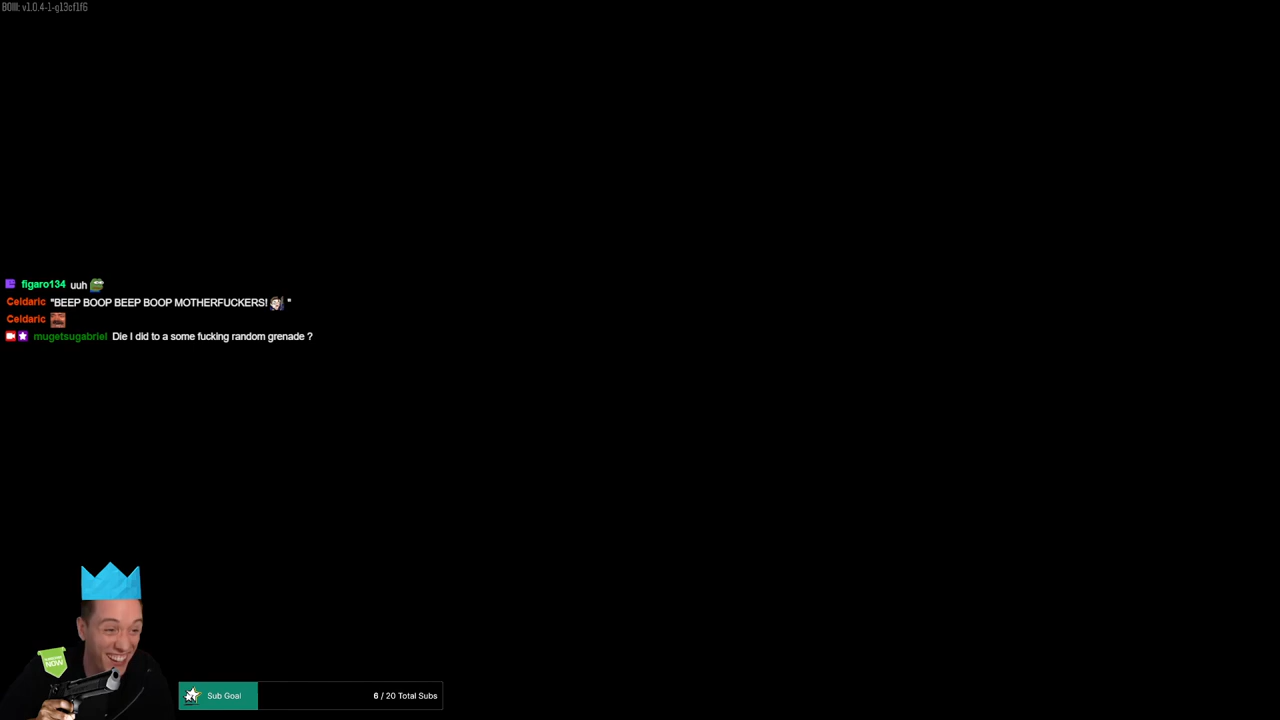 BOIII: v1.0.4-1-g13cf1f6
figaro134 uuh
Celdaric "BEEP BOOP BEEP BOOP MOTHERFUCKERS! "
Celdaric
mugetsugabriel Die I did to a some fucking random grenade ?
NOW
Sub Goal 6 / 20 Total Subs